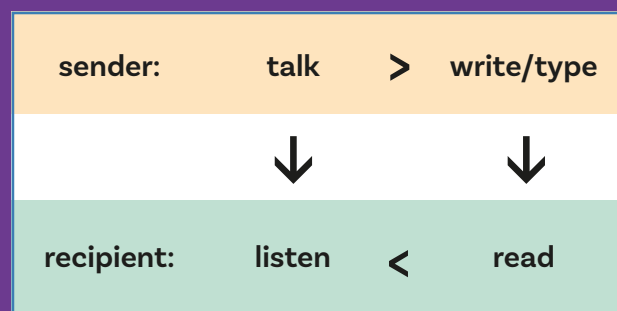 sender: talk > write/type
↓ ↓
recipient: listen < read